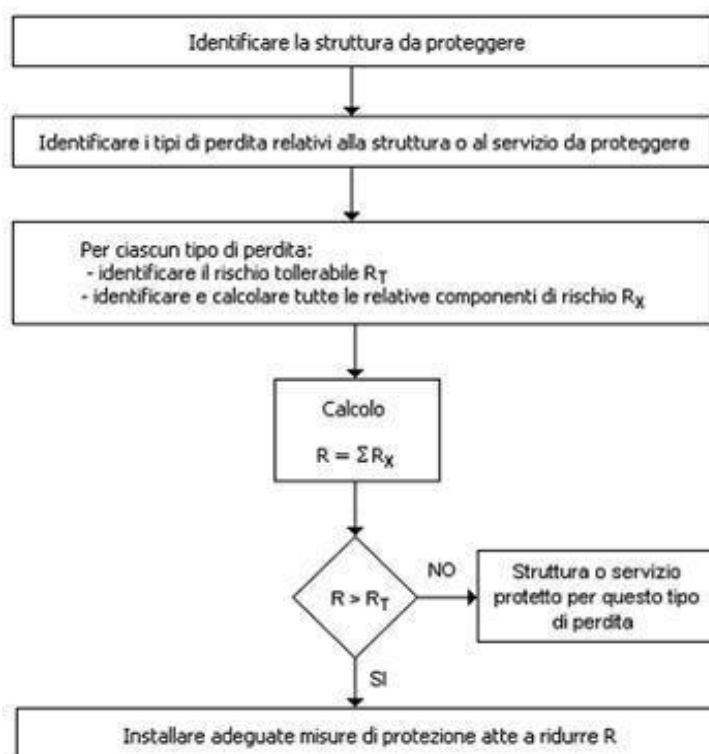 Identificare la struttura da proteggere
Identificare i tipi di perdita relativi alla struttura o al servizio da proteggere
Per ciascun tipo di perdita:
- identificare il rischio tollerabile RT
- identificare e calcolare tutte le relative componenti di rischio RX
Calcolo
R = ΣRX
R > RT
NO
Struttura o servizio
protetto per questo tipo
di perdita
SI
Installare adeguate misure di protezione atte a ridurre R